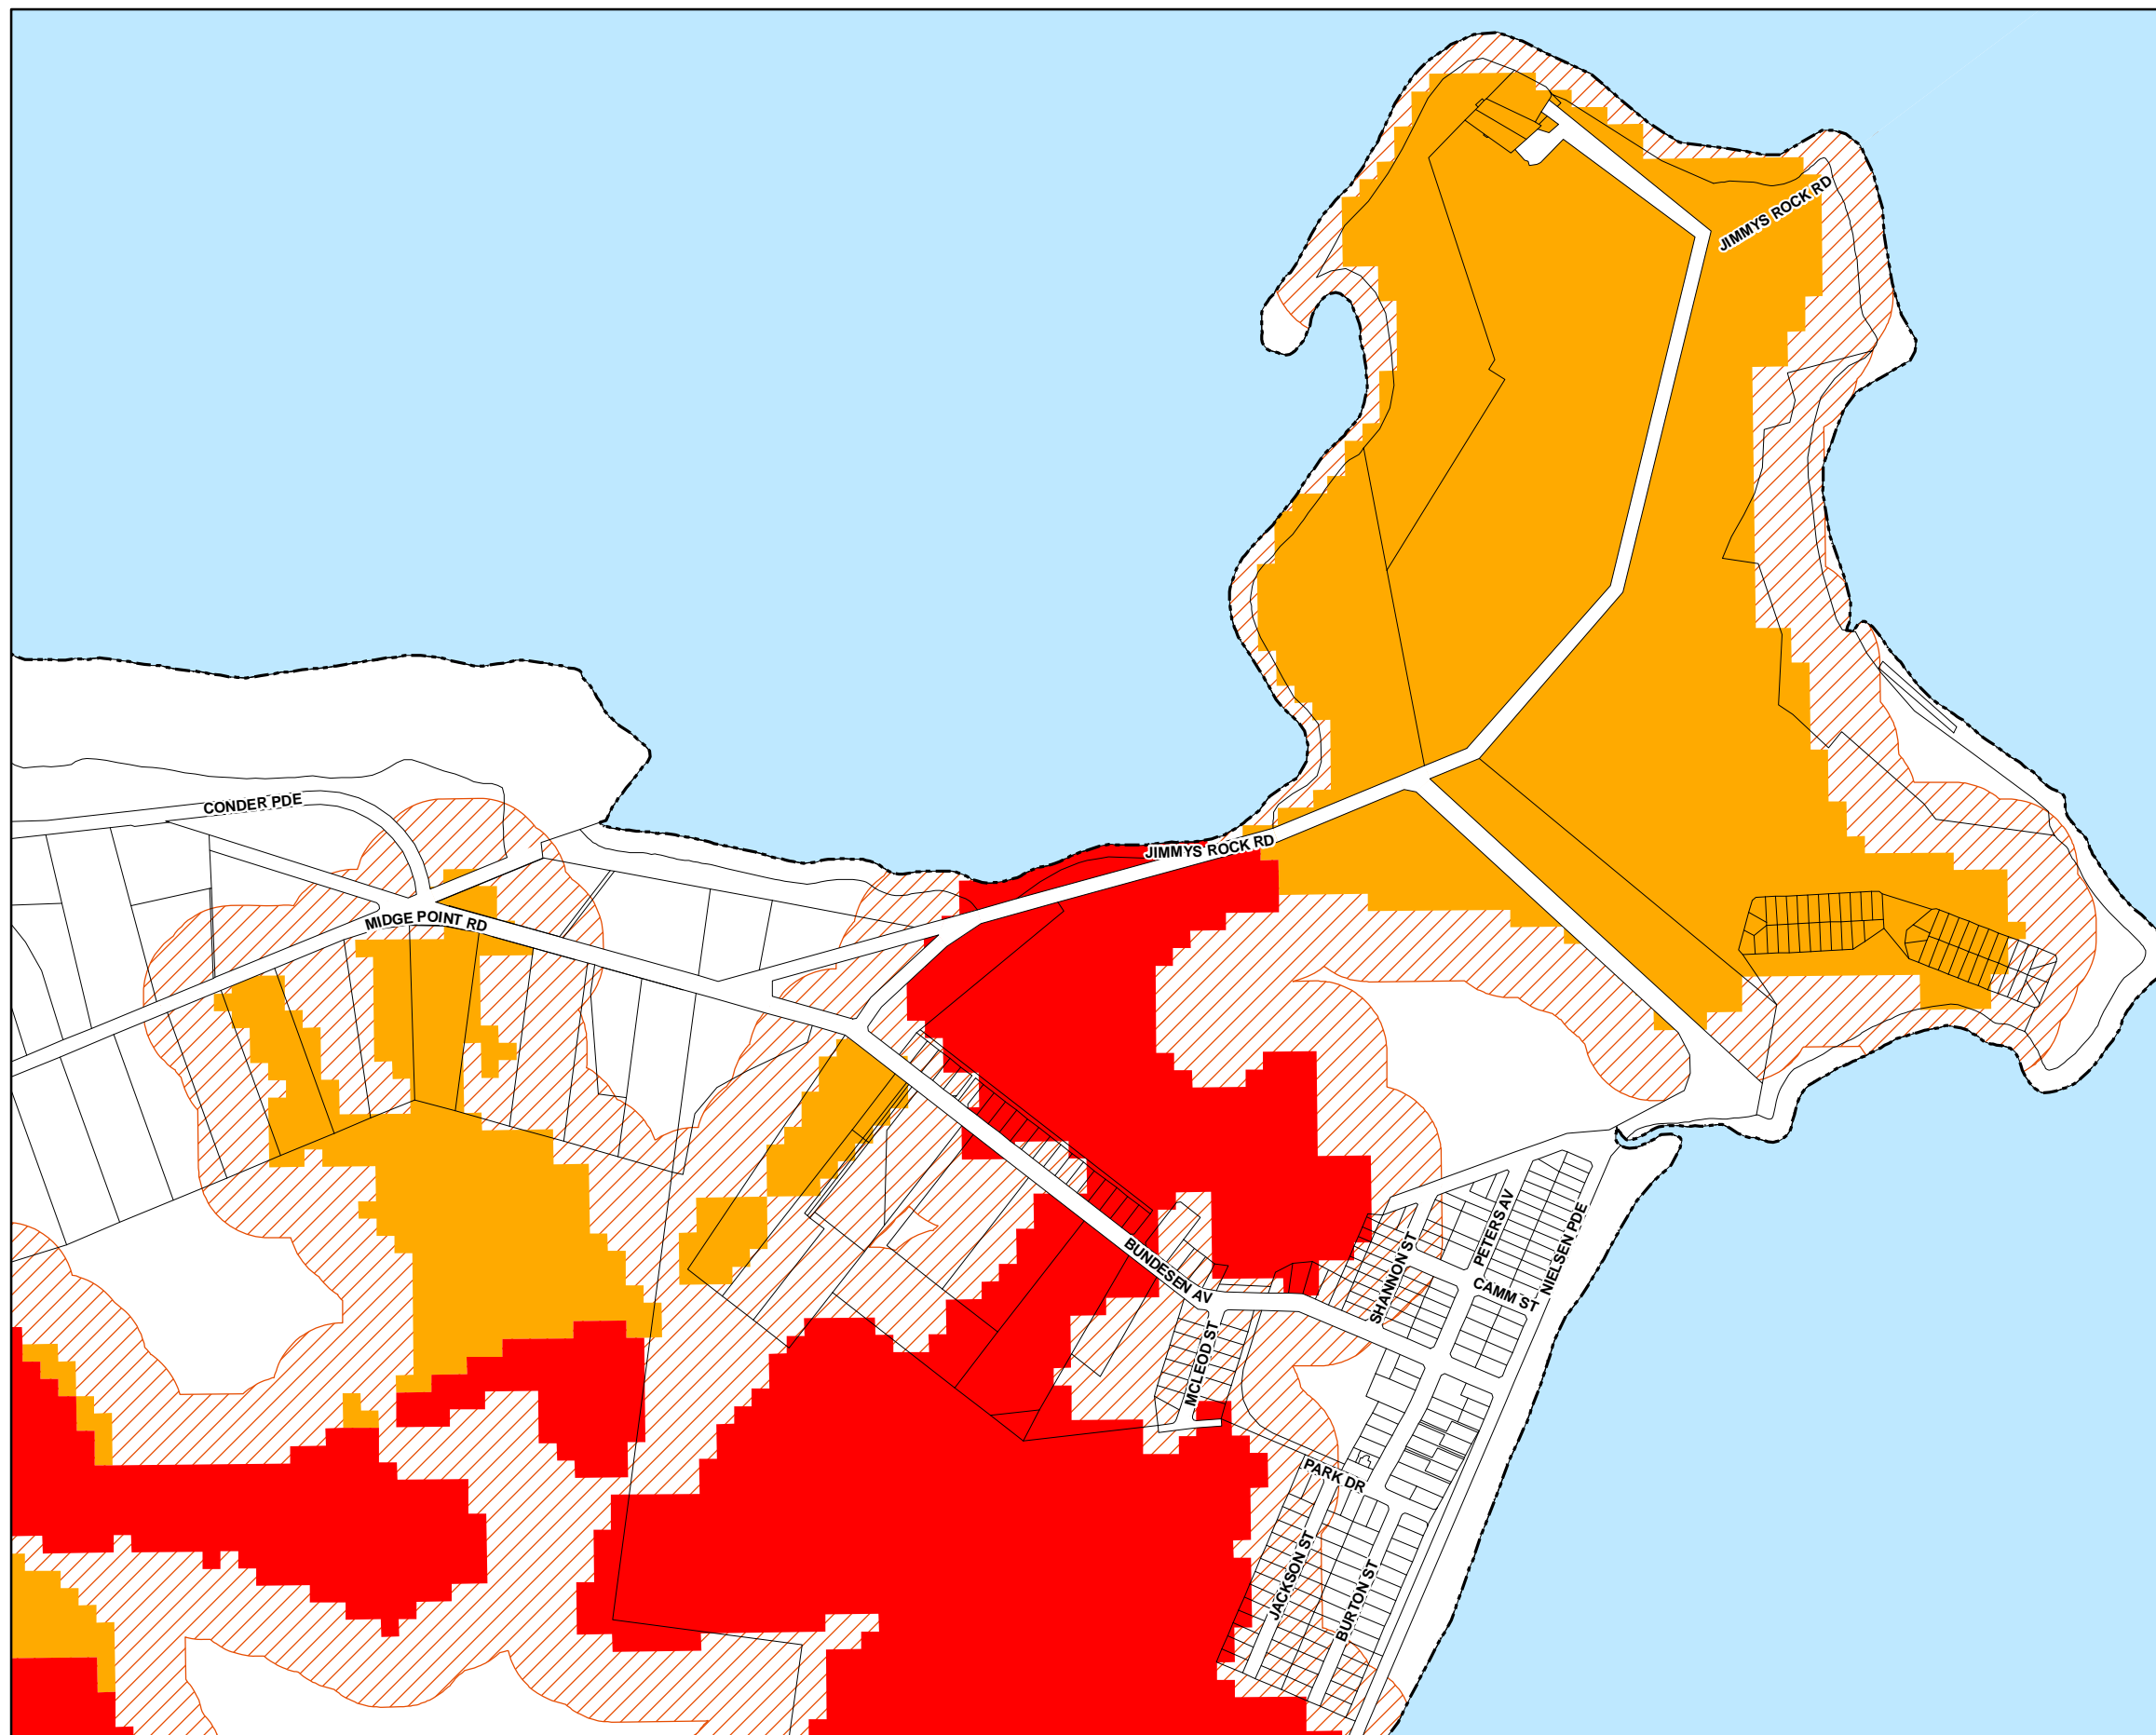 JIMMYS ROCK RD
CONDER PDE
JIMMYS ROCK RD
MIDGE POINT RD
BUNDESEN AV
SHANNON ST
PETERS AV
NIELSEN PDE
CAMM ST
MCLEOD ST
PARK DR
JACKSON ST
BURTON ST